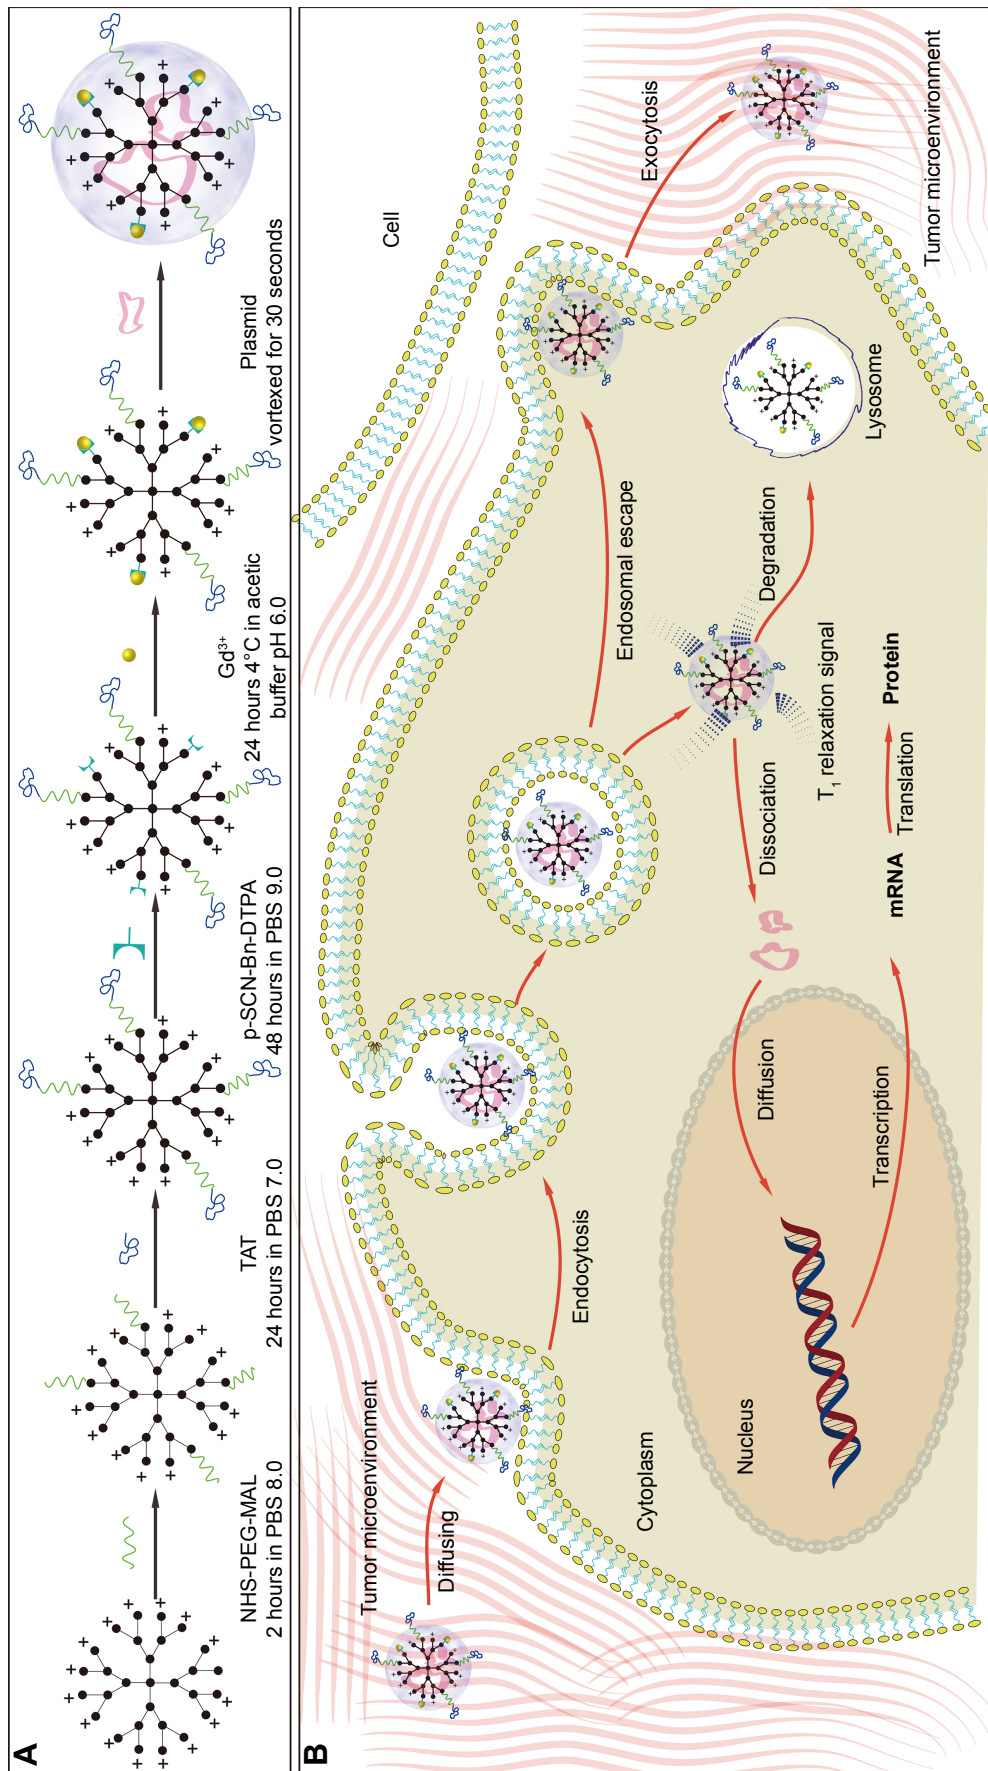 A
NHS-PEG-MAL
2 hours in PBS 8.0
TAT
24 hours in PBS 7.0
p-SCN-Bn-DTPA
48 hours in PBS 9.0
Gd³⁺
24 hours 4°C in acetic
buffer pH 6.0
Plasmid
vortexed for 30 seconds
B
Tumor microenvironment
Diffusing
Cytoplasm
Endocytosis
Nucleus
Diffusion
Transcription
mRNA
Translation
Protein
Dissociation
T₁ relaxation signal
Degradation
Lysosome
Endosomal escape
Exocytosis
Cell
Tumor microenvironment